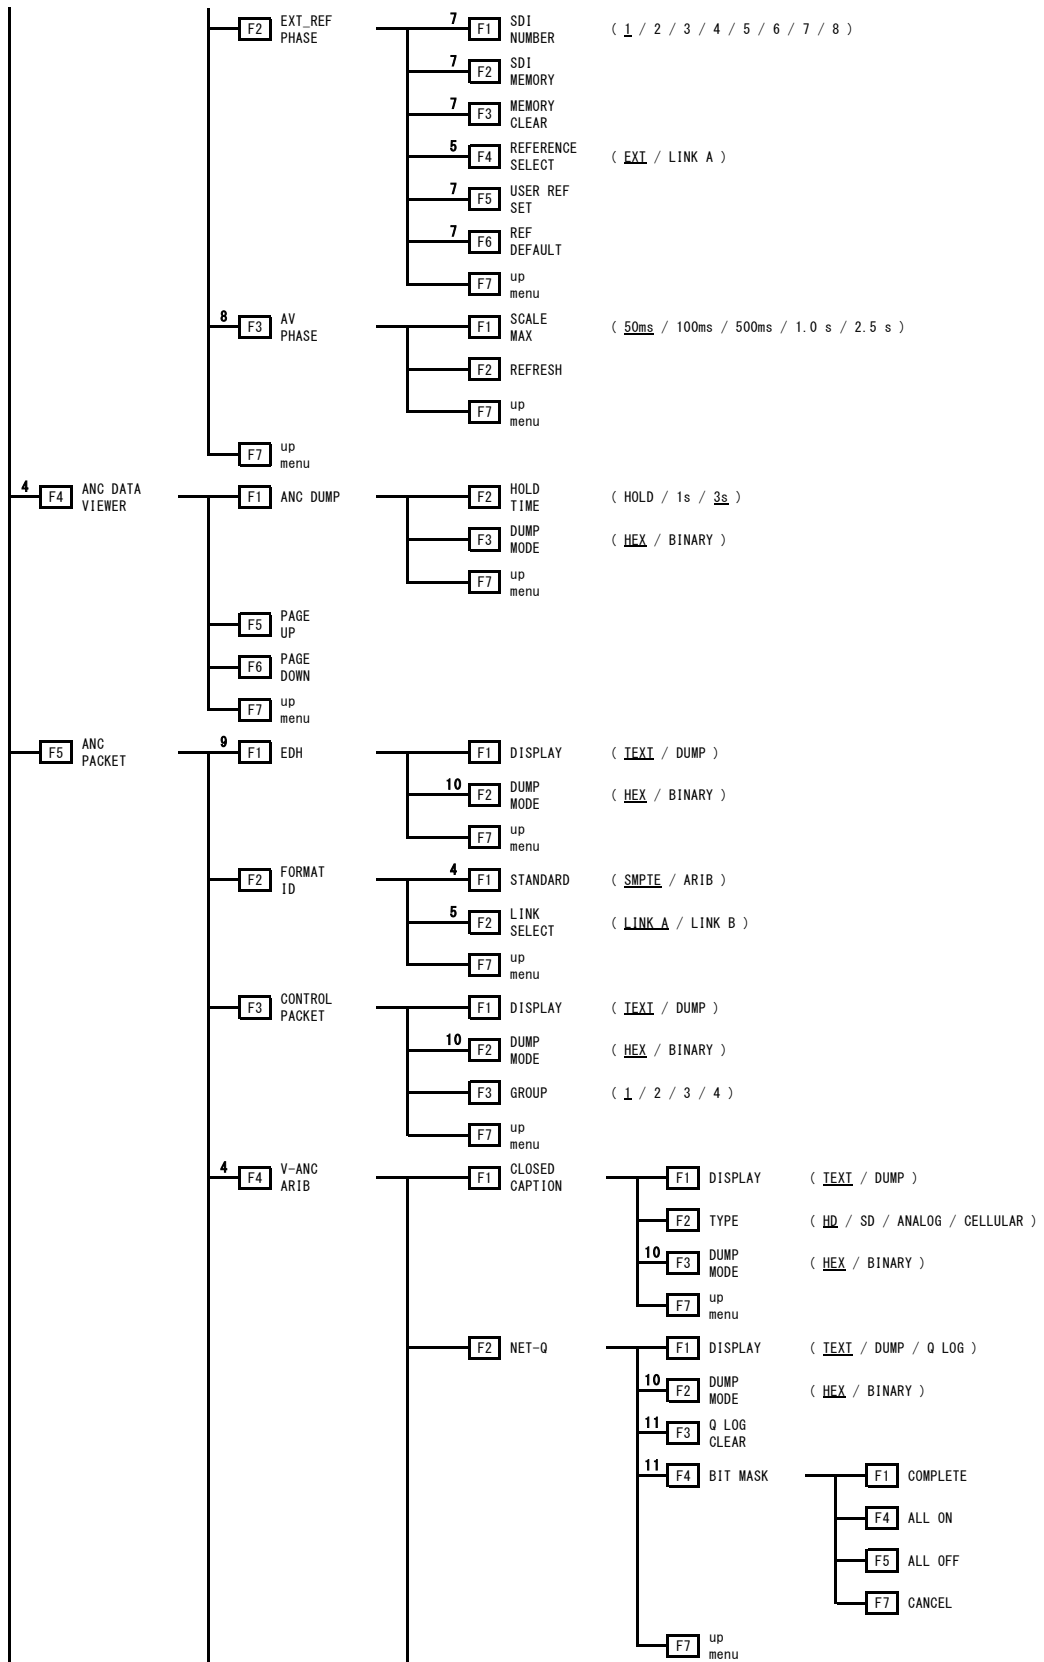 F2 EXT_REF PHASE
7 F1 SDI NUMBER ( 1 / 2 / 3 / 4 / 5 / 6 / 7 / 8 )
7 F2 SDI MEMORY
7 F3 MEMORY CLEAR
5 F4 REFERENCE SELECT ( EXT / LINK A )
7 F5 USER REF SET
7 F6 REF DEFAULT
F7 up menu
8 F3 AV PHASE
F1 SCALE MAX ( 50ms / 100ms / 500ms / 1.0 s / 2.5 s )
F2 REFRESH
F7 up menu
F7 up menu
4 F4 ANC DATA VIEWER
F1 ANC DUMP
F2 HOLD TIME ( HOLD / 1s / 3s )
F3 DUMP MODE ( HEX / BINARY )
F7 up menu
F5 PAGE UP
F6 PAGE DOWN
F7 up menu
F5 ANC PACKET
9 F1 EDH
F1 DISPLAY ( TEXT / DUMP )
10 F2 DUMP MODE ( HEX / BINARY )
F7 up menu
F2 FORMAT ID
4 F1 STANDARD ( SMPTE / ARIB )
5 F2 LINK SELECT ( LINK A / LINK B )
F7 up menu
F3 CONTROL PACKET
F1 DISPLAY ( TEXT / DUMP )
10 F2 DUMP MODE ( HEX / BINARY )
F3 GROUP ( 1 / 2 / 3 / 4 )
F7 up menu
4 F4 V-ANC ARIB
F1 CLOSED CAPTION
F1 DISPLAY ( TEXT / DUMP )
F2 TYPE ( HD / SD / ANALOG / CELLULAR )
10 F3 DUMP MODE ( HEX / BINARY )
F7 up menu
F2 NET-Q
F1 DISPLAY ( TEXT / DUMP / Q LOG )
10 F2 DUMP MODE ( HEX / BINARY )
11 F3 Q LOG CLEAR
11 F4 BIT MASK
F1 COMPLETE
F4 ALL ON
F5 ALL OFF
F7 CANCEL
F7 up menu